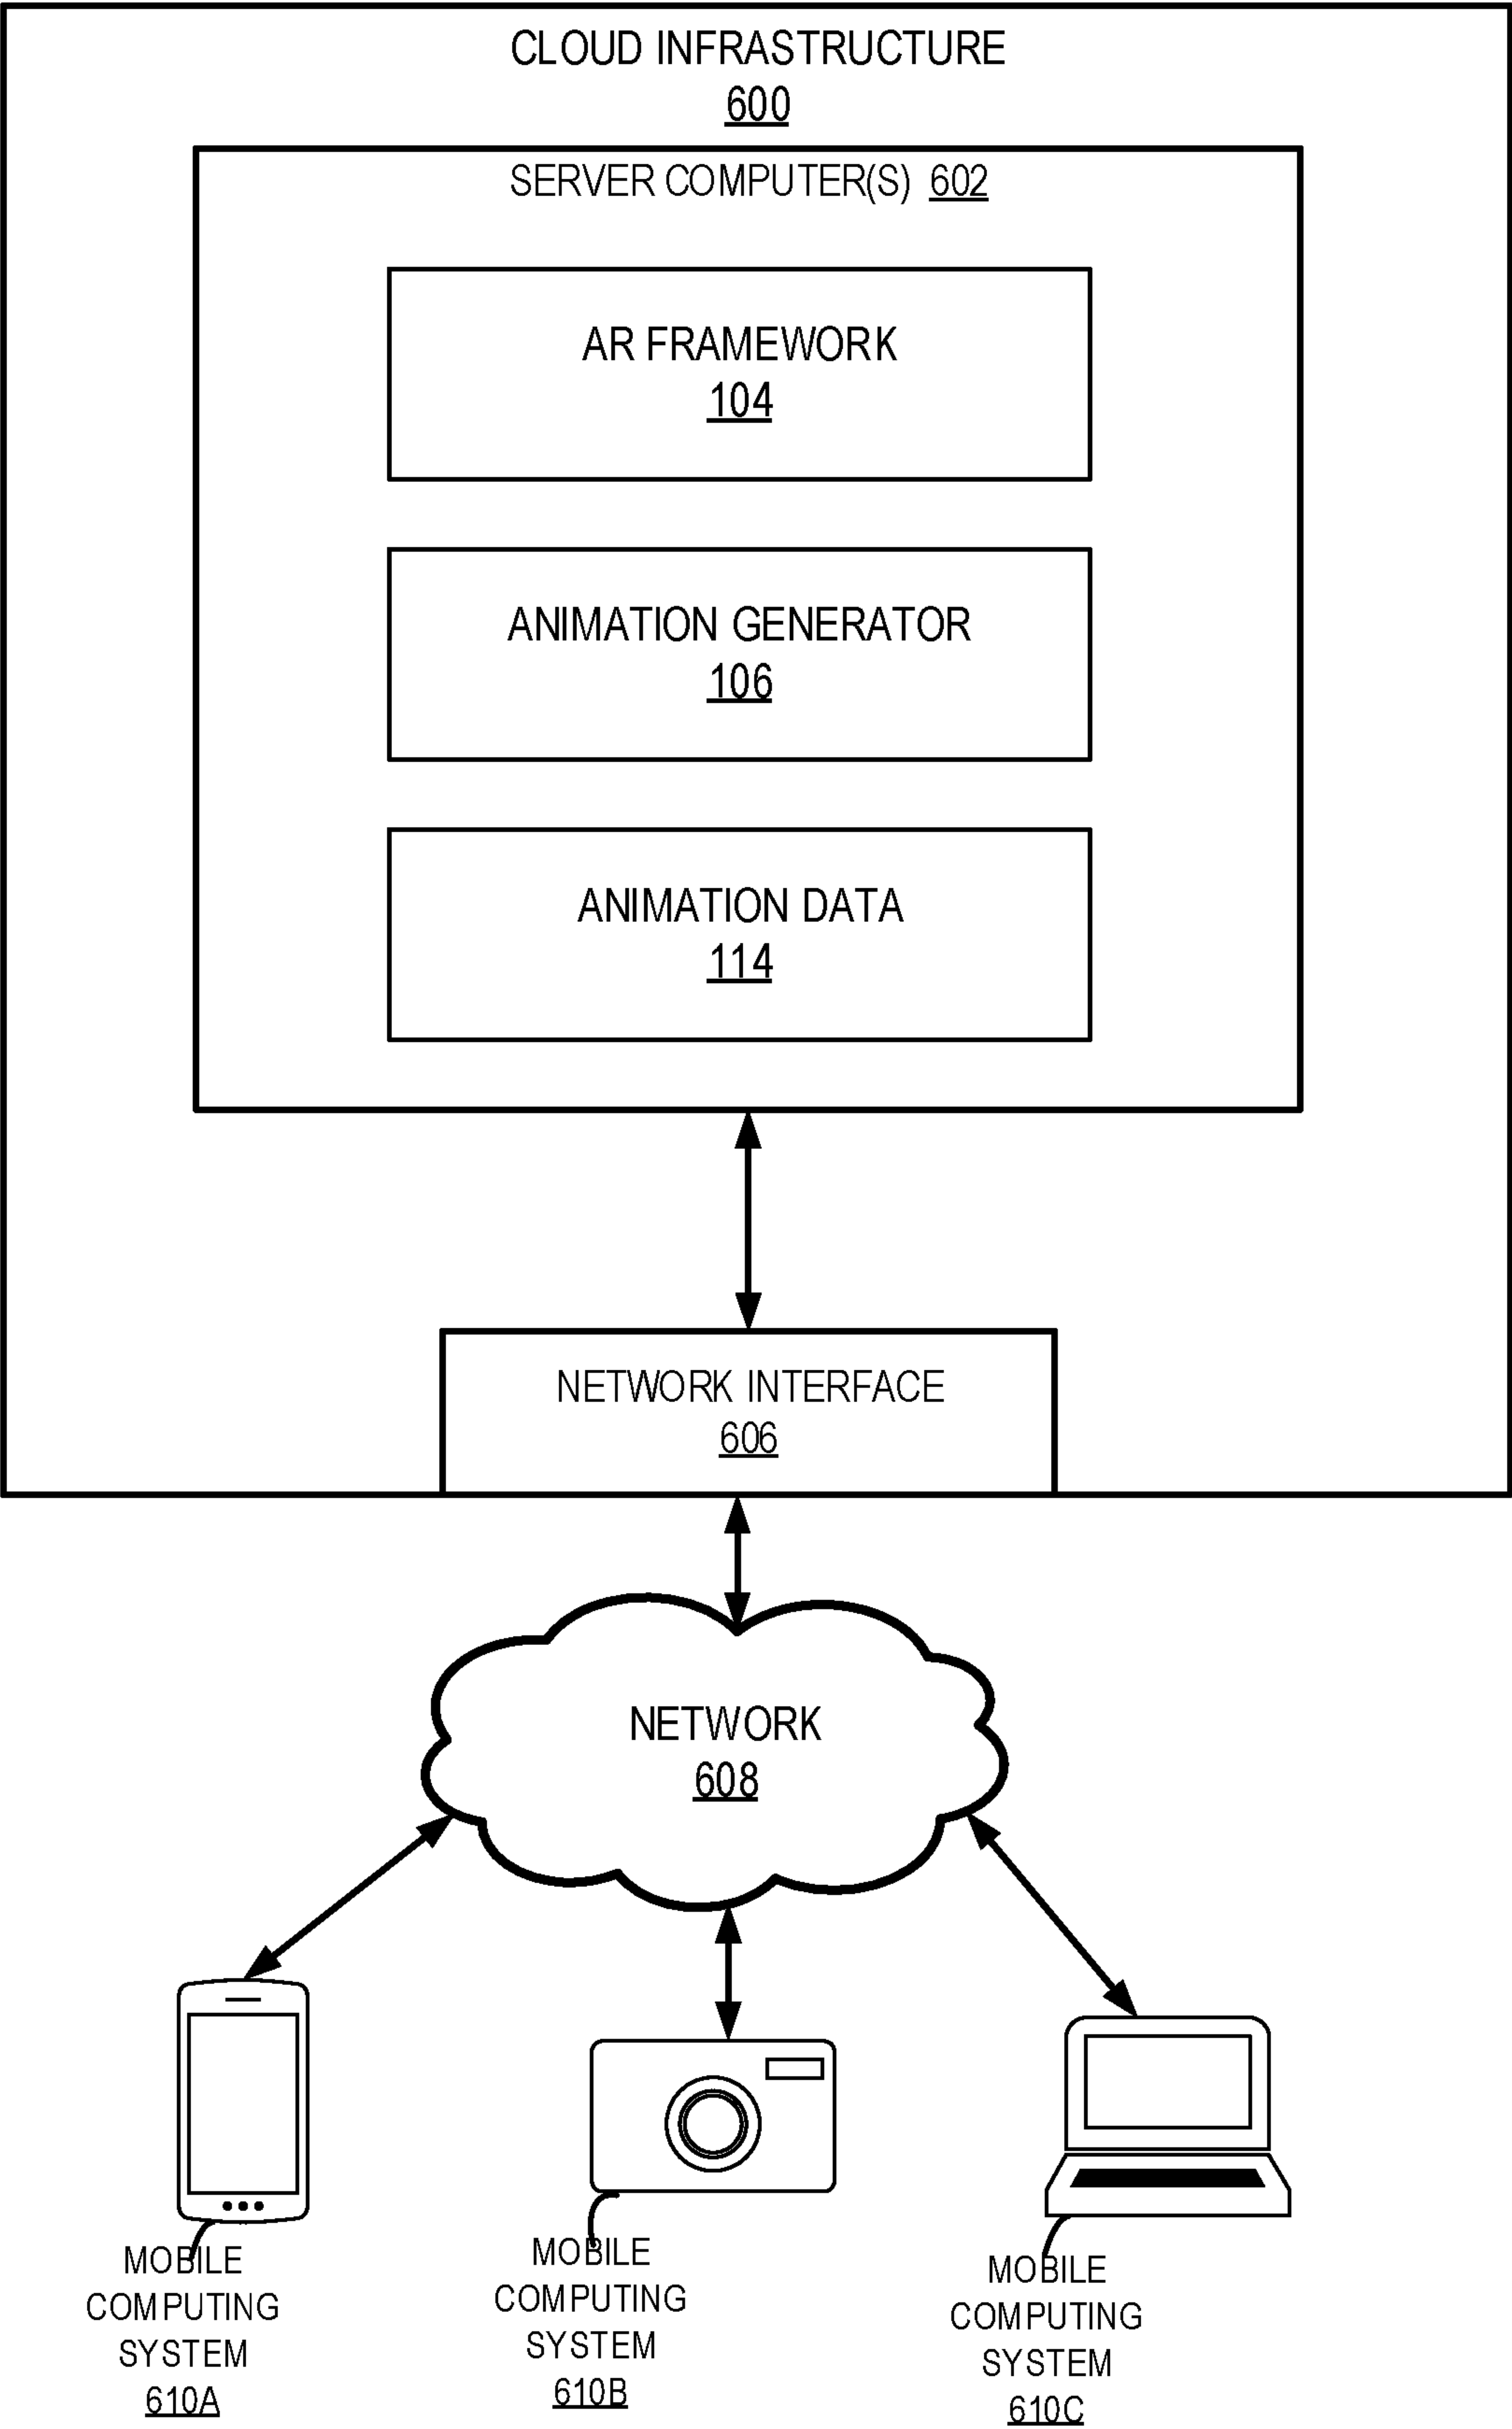 CLOUD INFRASTRUCTURE
600
SERVER COMPUTER(S) 602
AR FRAMEWORK
104
ANIMATION GENERATOR
106
ANIMATION DATA
114
NETWORK INTERFACE
606
NETWORK
608
MOBILE
COMPUTING
SYSTEM
610A
MOBILE
COMPUTING
SYSTEM
610B
MOBILE
COMPUTING
SYSTEM
610C